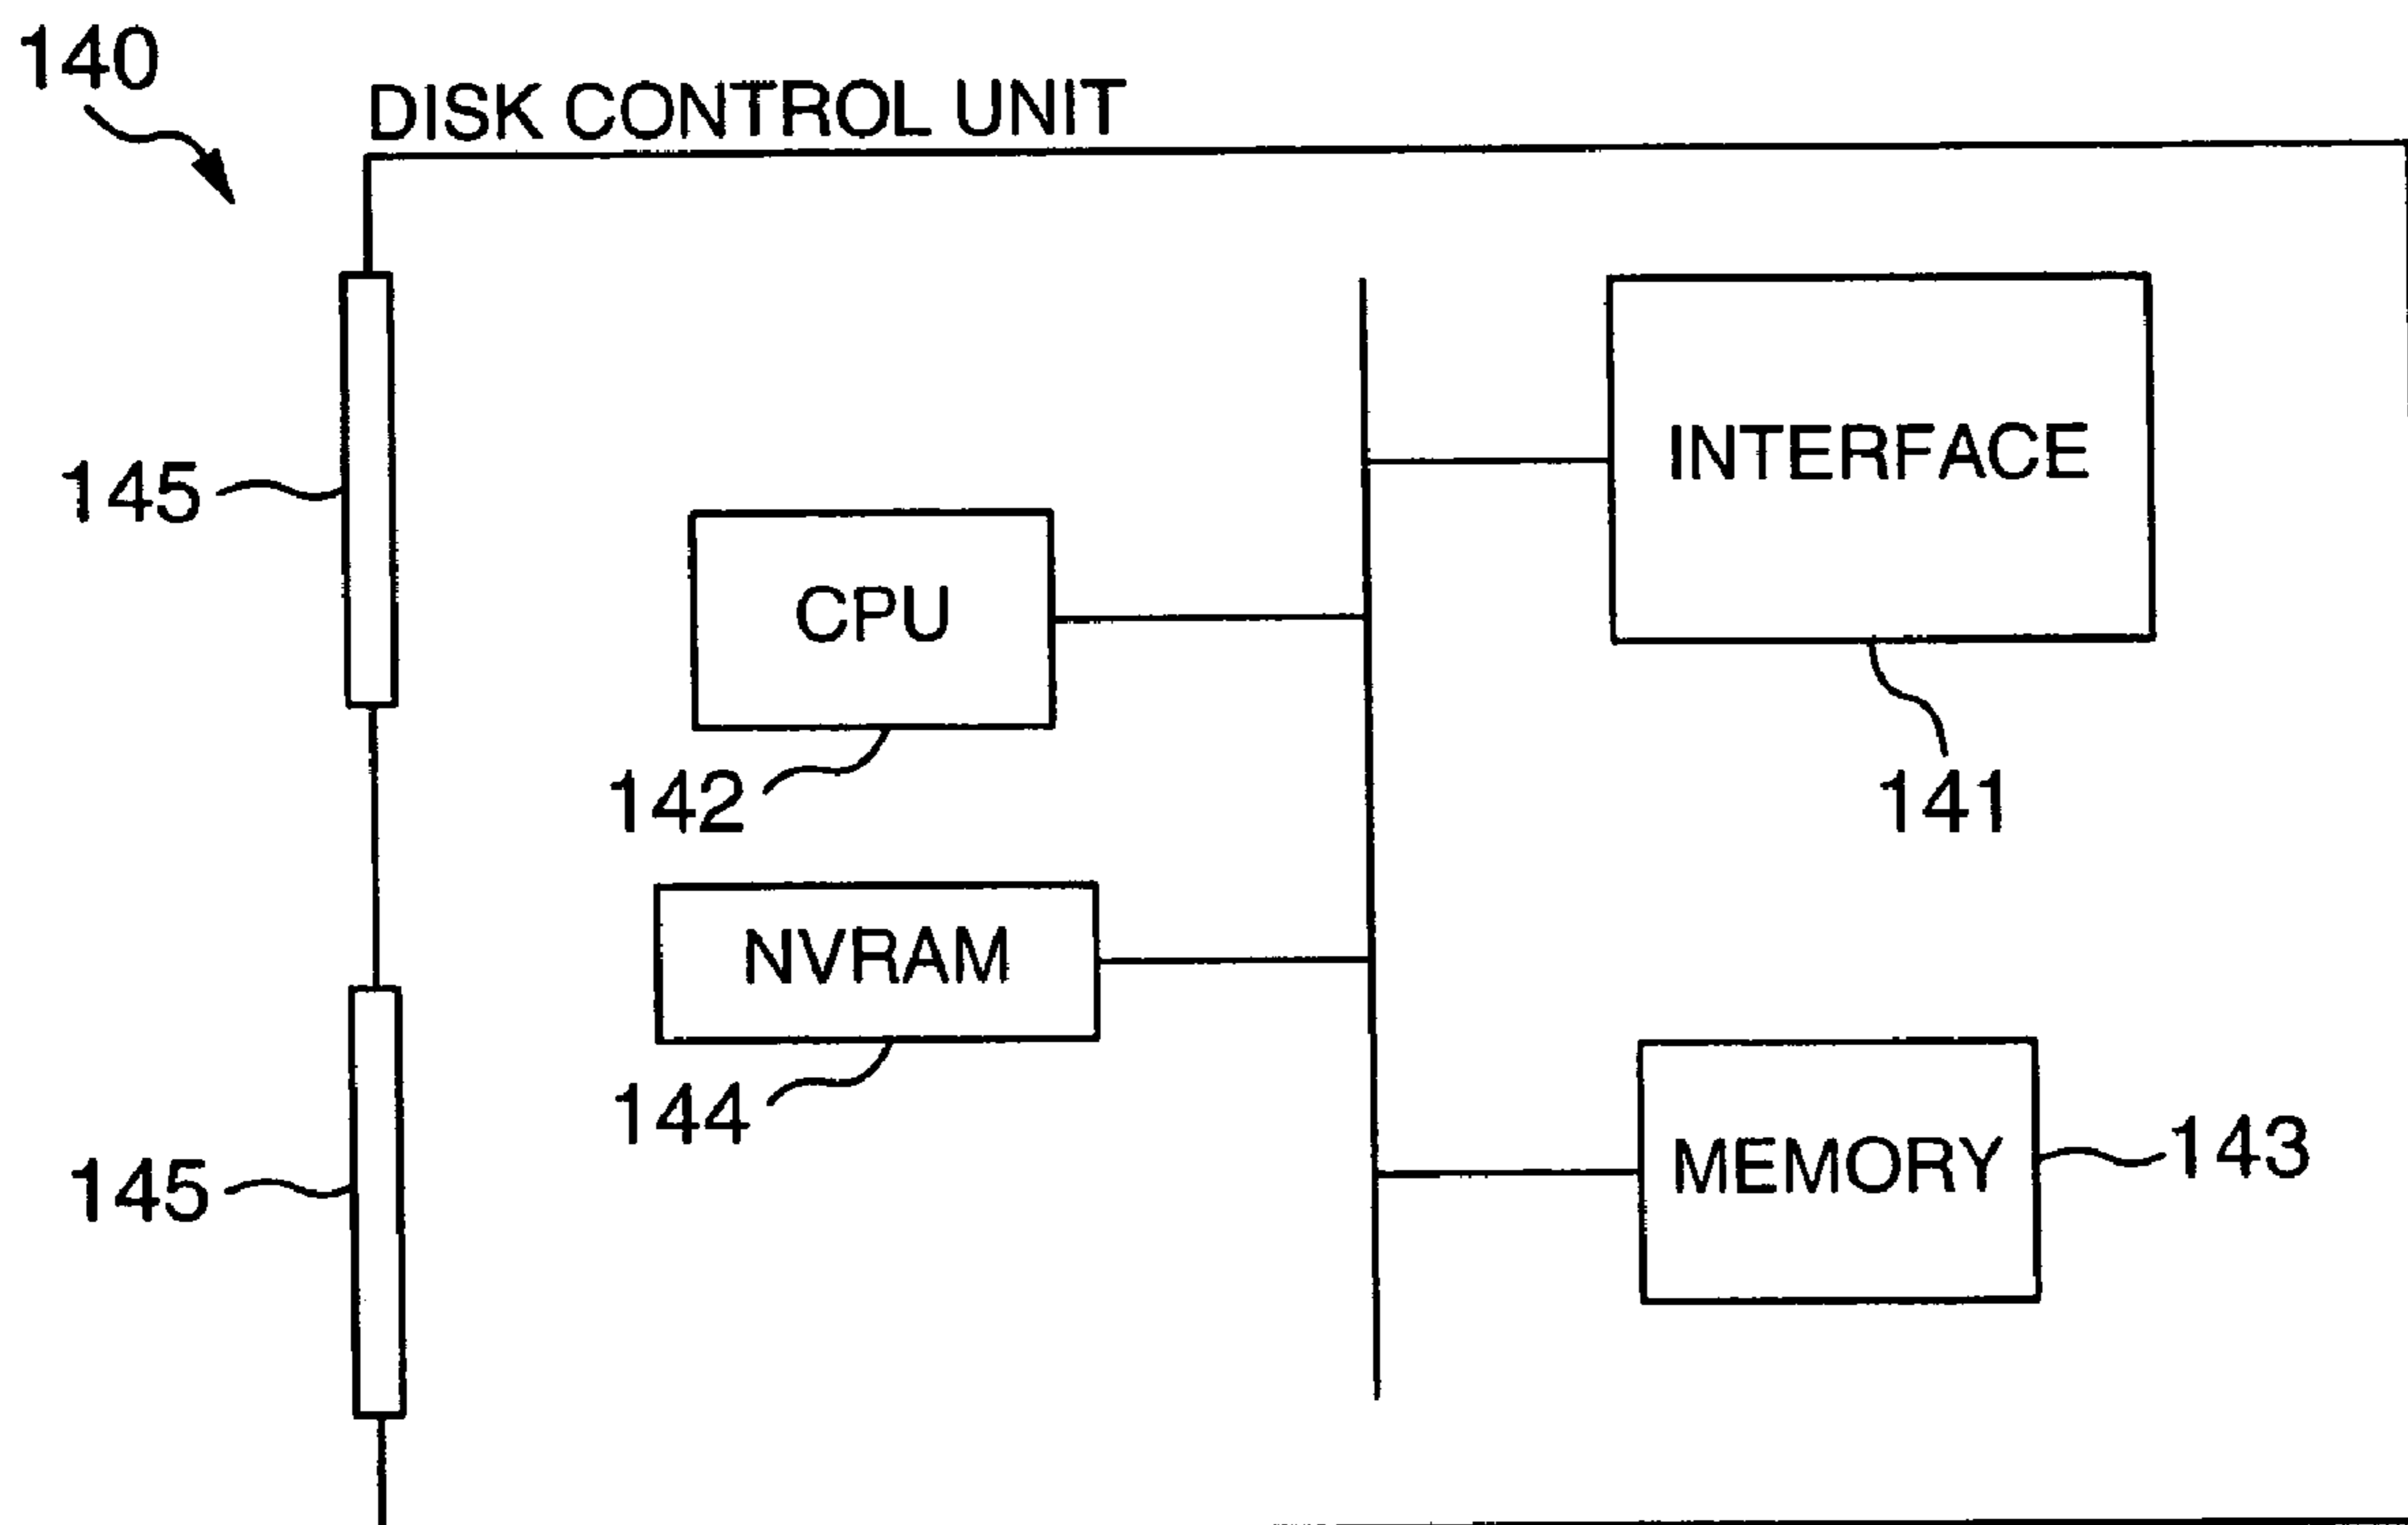 140
DISK CONTROL UNIT
145
INTERFACE
CPU
142
141
NVRAM
144
145
MEMORY
143